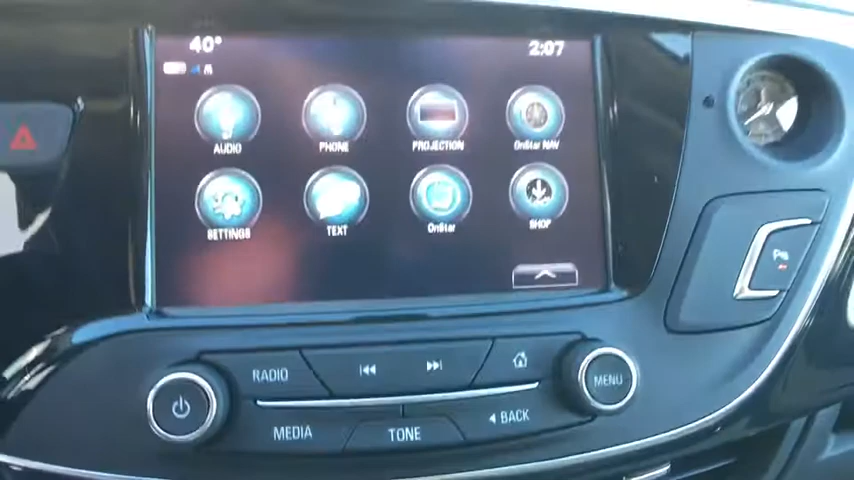 40° 2:07
AUDIO PHONE PROJECTION OnStar NAV
SETTINGS TEXT OnStar SHOP
RADIO
MENU
MEDIA TONE BACK